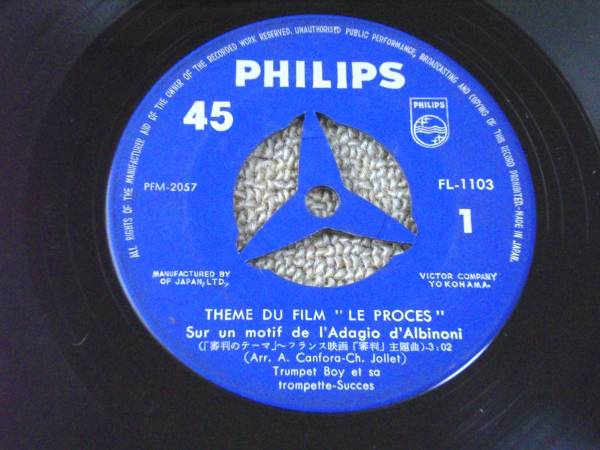 ALL RIGHTS OF THE MANUFACTURER AID OF THE OWNER OF THE RECORDED WORK RESERVED. UNAUTHORISED PUBLIC PERFORMANCE, BROADCASTING AND COPYING OF THIS RECORD PROHIBITED-MADE IN JAPAN.
PHILIPS
45
PHILIPS
PFM-2057
FL-1103
1
MANUFACTURED BY VICTOR COMPANY
OF JAPAN, LTD., YOKOHAMA.
THEME DU FILM "LE PROCES"
Sur un motif de l'Adagio d'Albinoni
(「審判のテーマ」~フランス映画「審判」主題曲)-3:02
(Arr. A. Canfora-Ch. Jollet)
Trumpet Boy et sa
trompette-Succes